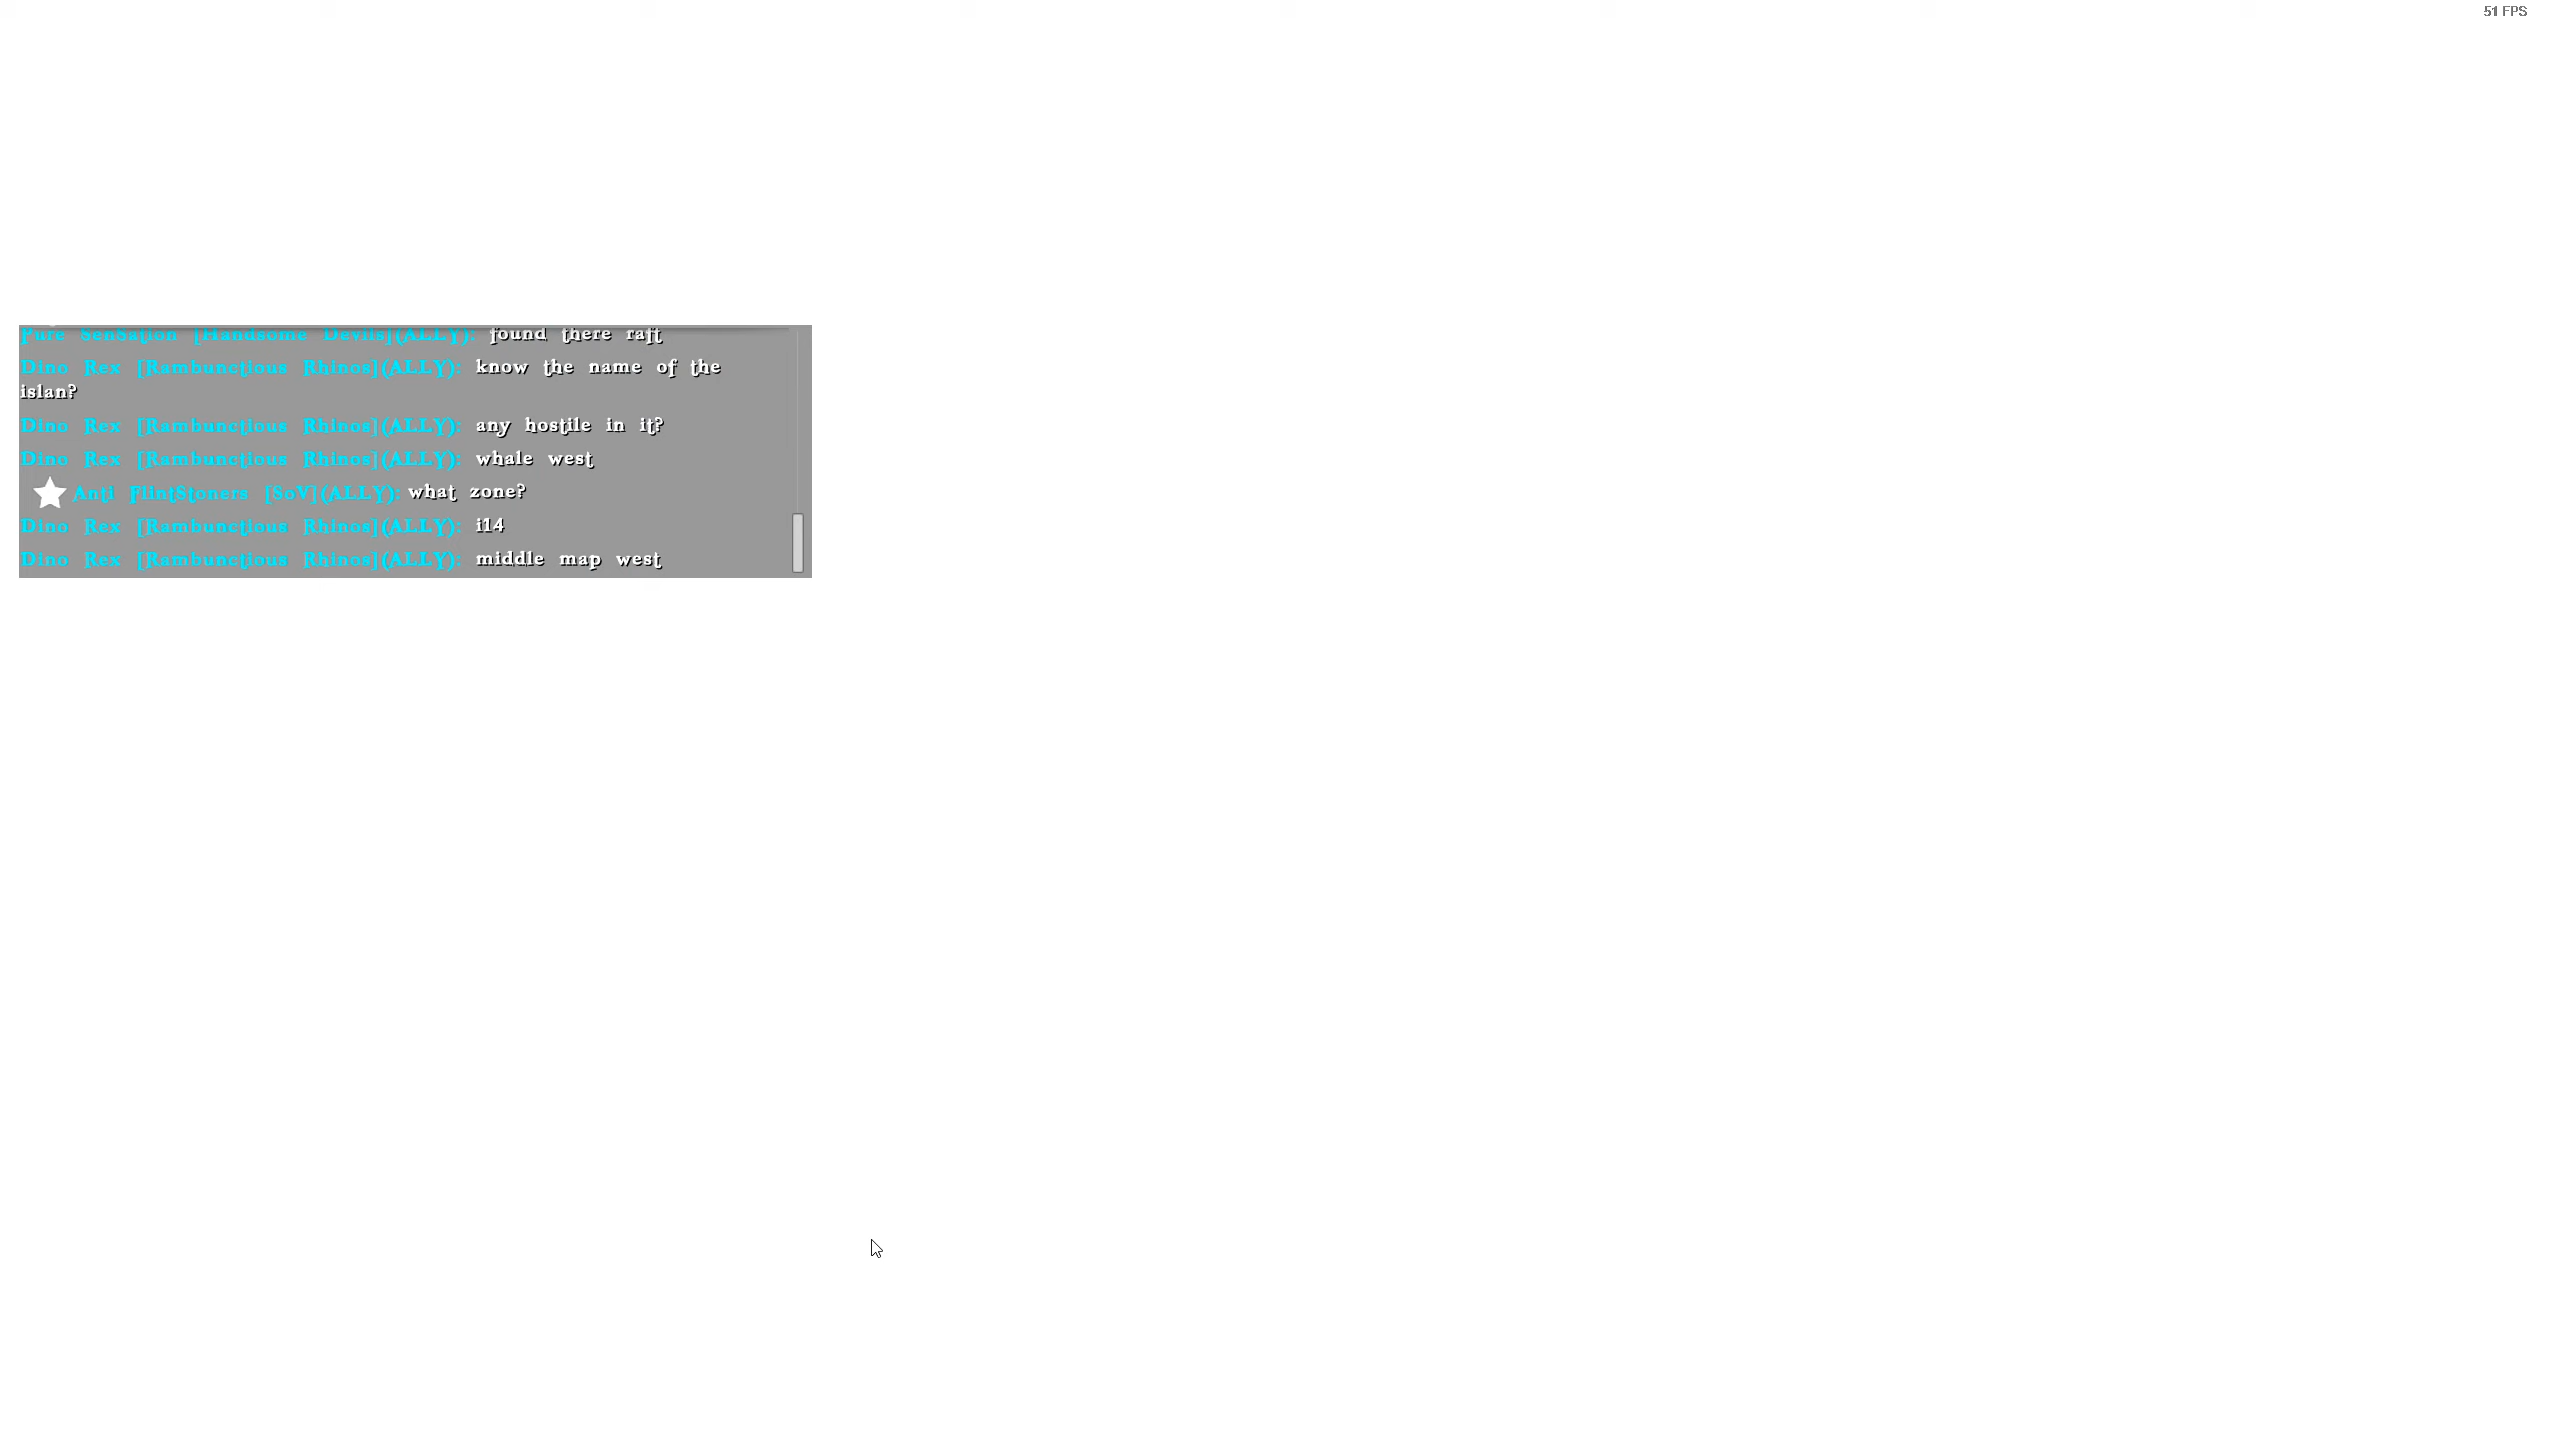 51 FPS
Pure SenSation [Handsome Devils](ALLY): found there raft
Dino Rex [Rambunctious Rhinos](ALLY): know the name of the
islan?
Dino Rex [Rambunctious Rhinos](ALLY): any hostile in it?
Dino Rex [Rambunctious Rhinos](ALLY): whale west
Anti FlintStoners [SoV](ALLY): what zone?
Dino Rex [Rambunctious Rhinos](ALLY): i14
Dino Rex [Rambunctious Rhinos](ALLY): middle map west